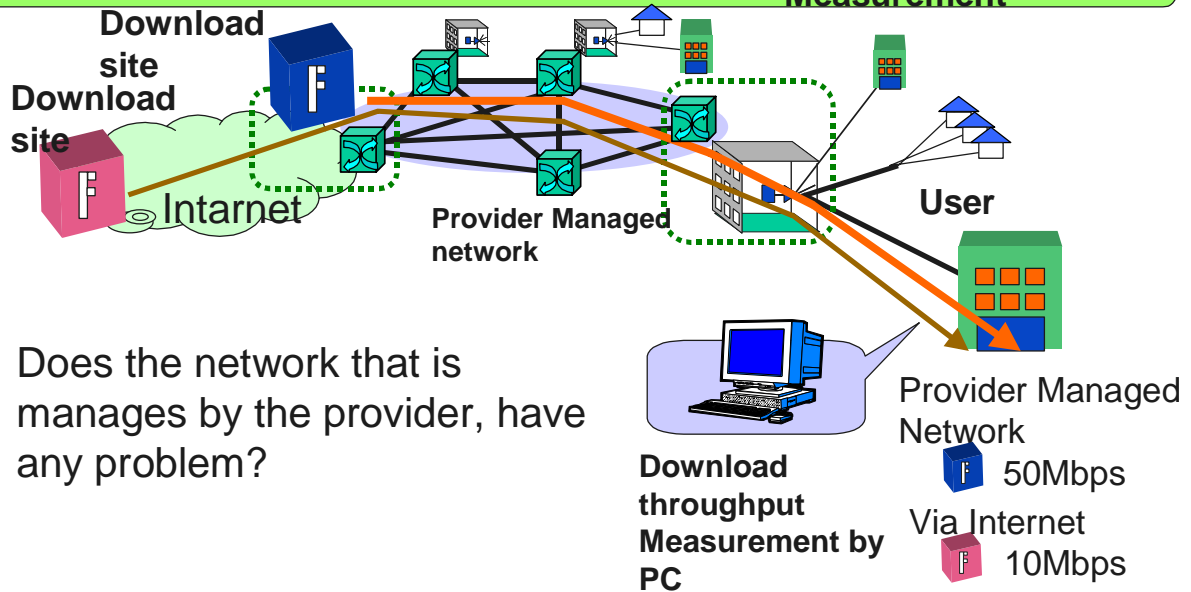 Measurement
Download
site
Download
site
Intarnet
Provider Managed
network
User
Does the network that is
manages by the provider, have
any problem?
Download
throughput
Measurement by
PC
Provider Managed
Network
F 50Mbps
Via Internet
F 10Mbps
F
F